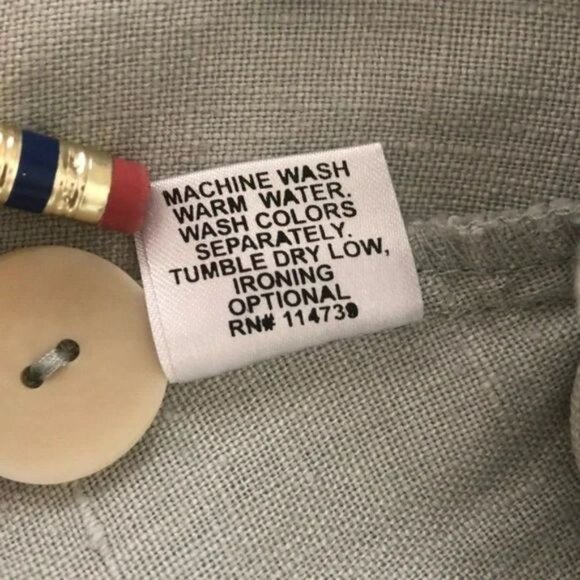 MACHINE WASH
WARM WATER.
WASH COLORS
SEPARATELY.
TUMBLE DRY LOW,
IRONING
OPTIONAL
RN# 114739